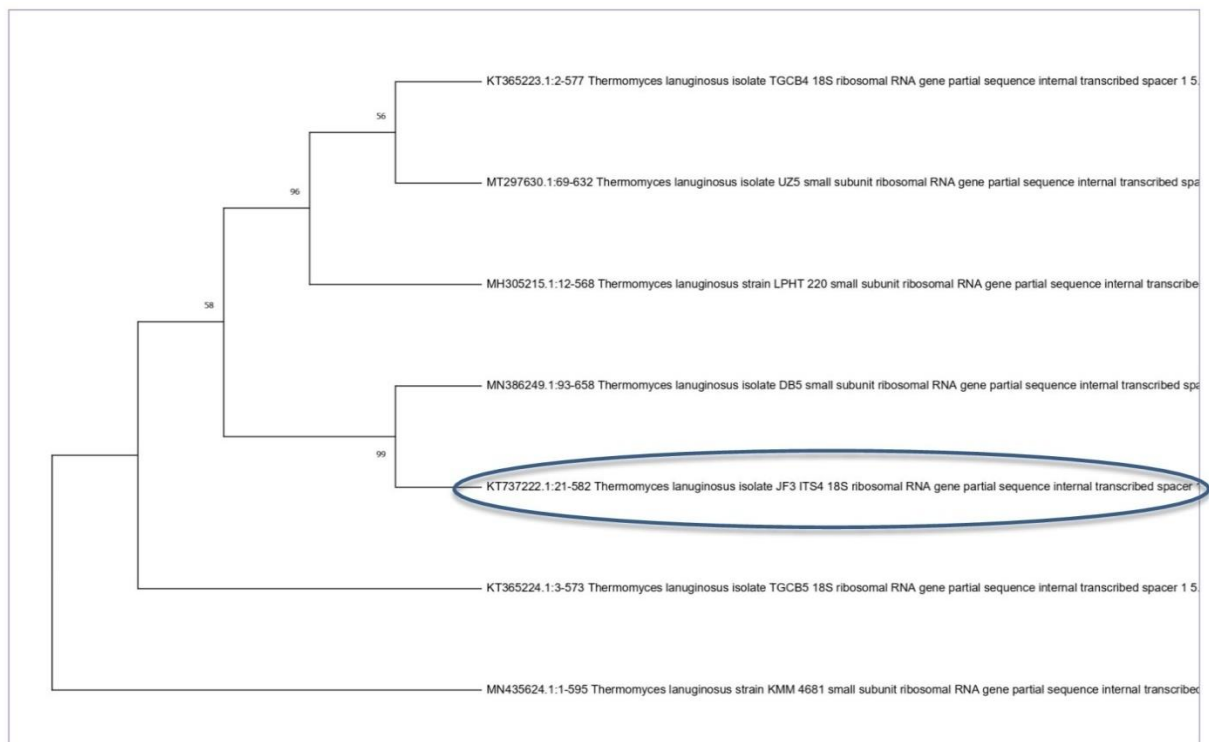 KT365223.1:2-577 Thermomyces lanuginosus isolate TGCB4 18S ribosomal RNA gene partial sequence internal transcribed spacer 1 5.
56
MT297630.1:69-632 Thermomyces lanuginosus isolate UZ5 small subunit ribosomal RNA gene partial sequence internal transcribed spa
96
MH305215.1:12-568 Thermomyces lanuginosus strain LPHT 220 small subunit ribosomal RNA gene partial sequence internal transcribe
58
MN386249.1:93-658 Thermomyces lanuginosus isolate DB5 small subunit ribosomal RNA gene partial sequence internal transcribed spa
99
KT737222.1:21-582 Thermomyces lanuginosus isolate JF3 ITS4 18S ribosomal RNA gene partial sequence internal transcribed spacer 1
KT365224.1:3-573 Thermomyces lanuginosus isolate TGCB5 18S ribosomal RNA gene partial sequence internal transcribed spacer 1 5.
MN435624.1:1-595 Thermomyces lanuginosus strain KMM 4681 small subunit ribosomal RNA gene partial sequence internal transcribed